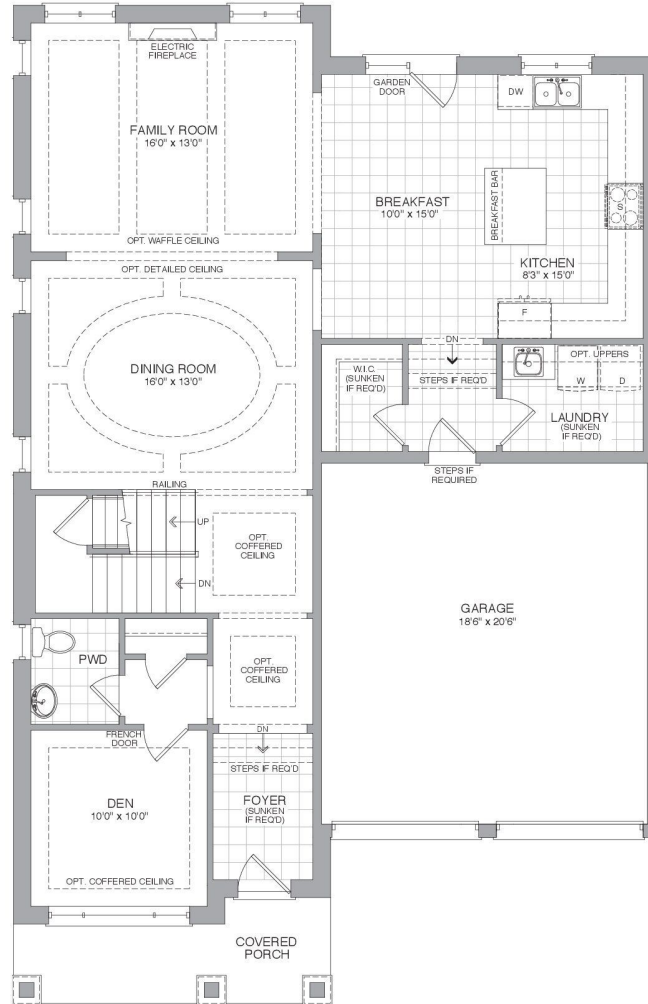 ELECTRIC
FIREPLACE
FAMILY ROOM
16'0" x 13'0"
OPT. WAFFLE CEILING
GARDEN
DOOR
DW
BREAKFAST
10'0" x 15'0"
BREAKFAST BAR
S
KITCHEN
8'3" x 15'0"
F
OPT. DETAILED CEILING
DINING ROOM
16'0" x 13'0"
RAILING
DN
STEPS IF REQ'D
W.I.C.
(SUNKEN
IF REQ'D)
OPT. UPPERS
W
D
LAUNDRY
(SUNKEN
IF REQ'D)
STEPS IF
REQUIRED
UP
DN
OPT.
COFFERED
CEILING
GARAGE
18'6" x 20'6"
PWD
OPT.
COFFERED
CEILING
FRENCH
DOOR
DN
STEPS IF REQ'D
FOYER
(SUNKEN
IF REQ'D)
DEN
10'0" x 10'0"
OPT. COFFERED CEILING
COVERED
PORCH